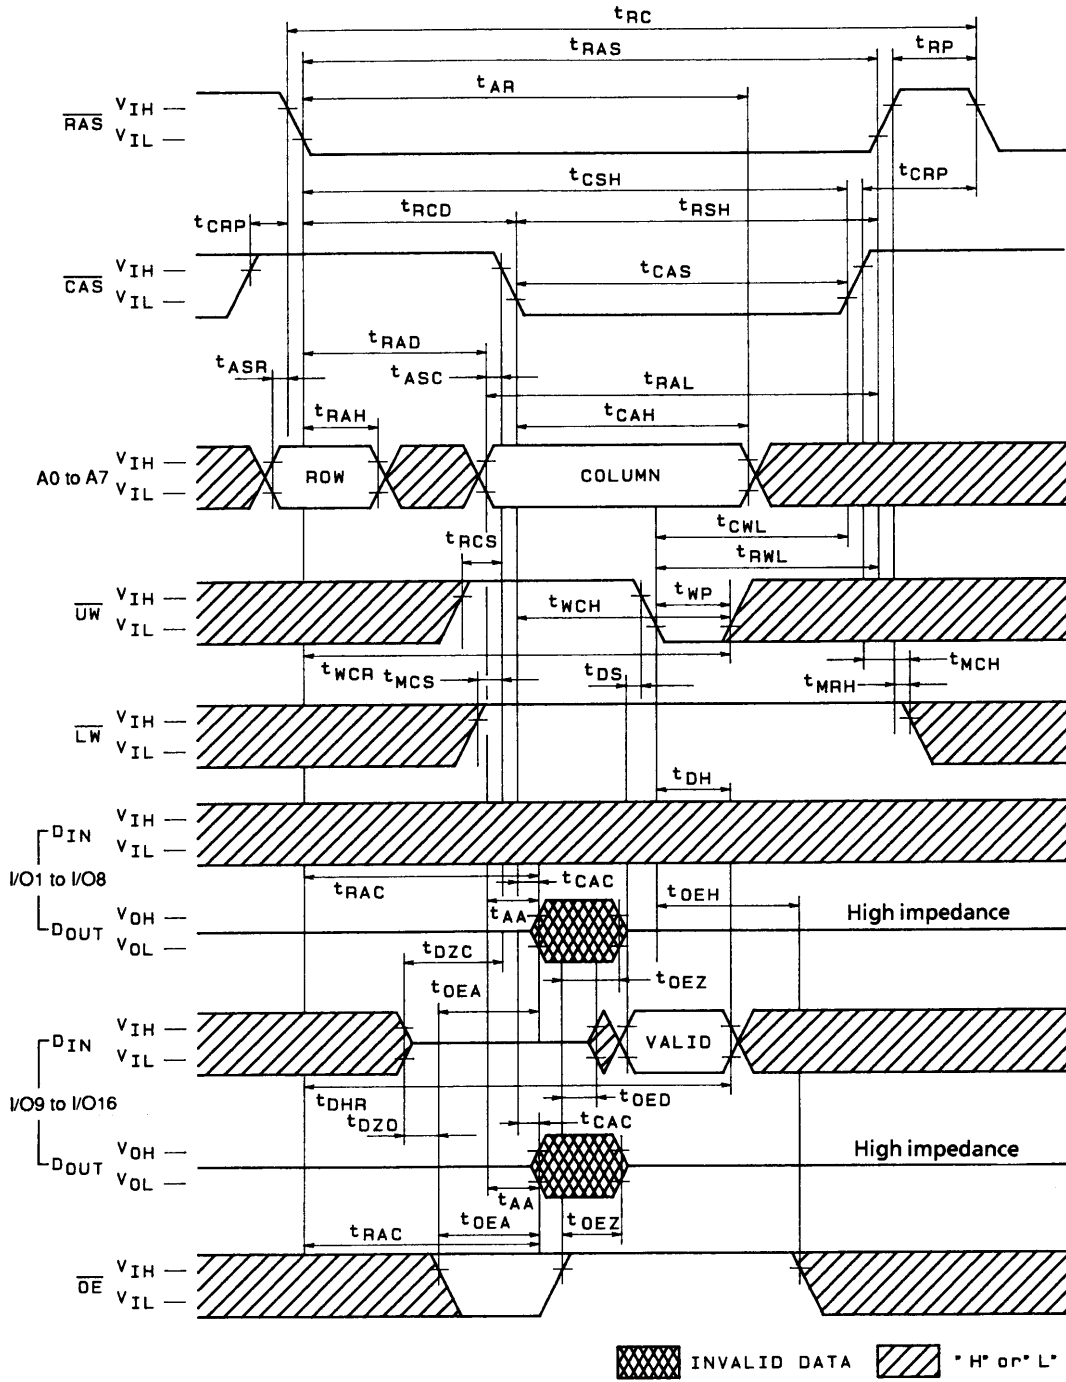 tRC
tRAS
tRP
tAR
RAS VIH
VIL
tCSH
tCRP
tCRP
tRCD
tRSH
CAS VIH
VIL
tCAS
tRAD
tASR
tASC
tRAL
tRAH
tCAH
A0 to A7 VIH
VIL
ROW
COLUMN
tCWL
tRCS
tRWL
UW VIH
VIL
tWP
tWCH
tWCR
tMCS
tDS
tMCH
tMRH
LW VIH
VIL
tDH
DIN VIH
VIL
I/O1 to I/O8
tRAC
tCAC
tOEH
tAA
DOUT VOH
VOL
High impedance
tDZC
tOEZ
tOEA
DIN VIH
VIL
VALID
I/O9 to I/O16
tDHR
tOED
tDZO
tCAC
DOUT VOH
VOL
High impedance
tAA
tOEA
tOEZ
tRAC
OE VIH
VIL
INVALID DATA
"H" or "L"